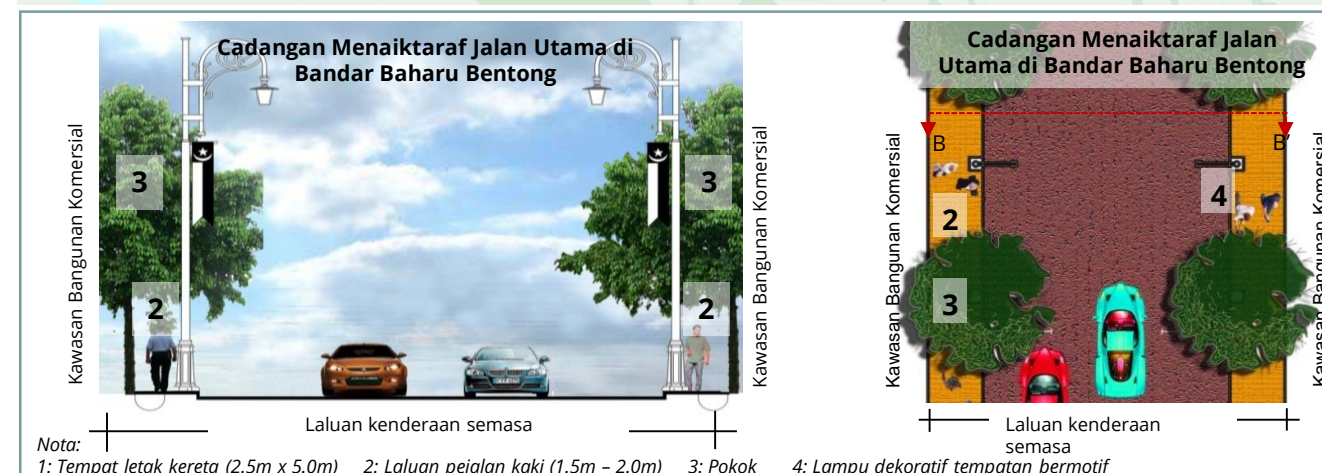 Cadangan Menaiktaraf Jalan Utama di
Bandar Baharu Bentong
Kawasan Bangunan Komersial
3
2
3
2
Kawasan Bangunan Komersial
Laluan kenderaan semasa
Cadangan Menaiktaraf Jalan
Utama di Bandar Baharu Bentong
Kawasan Bangunan Komersial
B
B'
2
4
3
Kawasan Bangunan Komersial
Laluan kenderaan
semasa
Nota:
1: Tempat letak kereta (2.5m x 5.0m) 2: Laluan pejalan kaki (1.5m – 2.0m) 3: Pokok 4: Lampu dekoratif tempatan bermotif